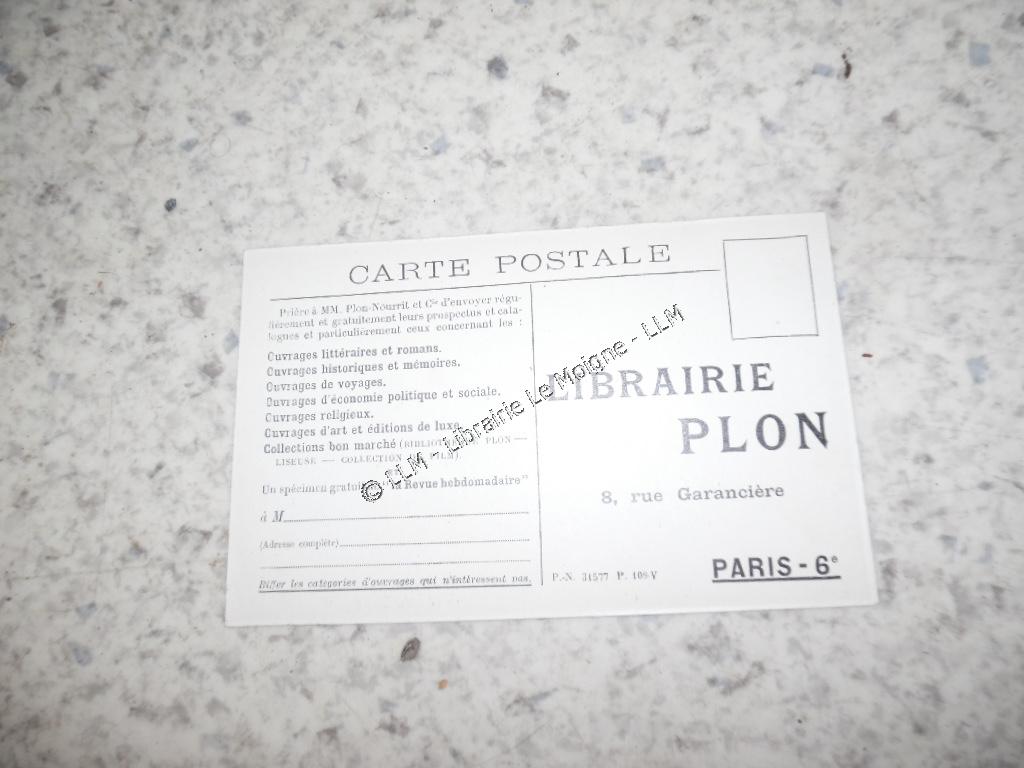 CARTE POSTALE
Prière à MM. Plon-Nourrit et Cie d'envoyer régu-
lièrement et gratuitement leurs prospectus et cata-
logues et particulièrement ceux concernant les :
Ouvrages littéraires et romans.
Ouvrages historiques et mémoires.
Ouvrages de voyages.
Ouvrages d'économie politique et sociale.
Ouvrages religieux.
Ouvrages d'art et éditions de luxe.
Collections bon marché (BIBLIOTHÈQUE PLON —
LISEUSE — COLLECTION FILM).
Un spécimen gratuit "la Revue hebdomadaire"
à M
(Adresse complète)
Biffer les catégories d'ouvrages qui n'intéressent pas.
LIBRAIRIE
PLON
8, rue Garancière
P.-N. 31577 P. 108-V
PARIS - 6e
© LLM - Librairie Le Moigne - LLM